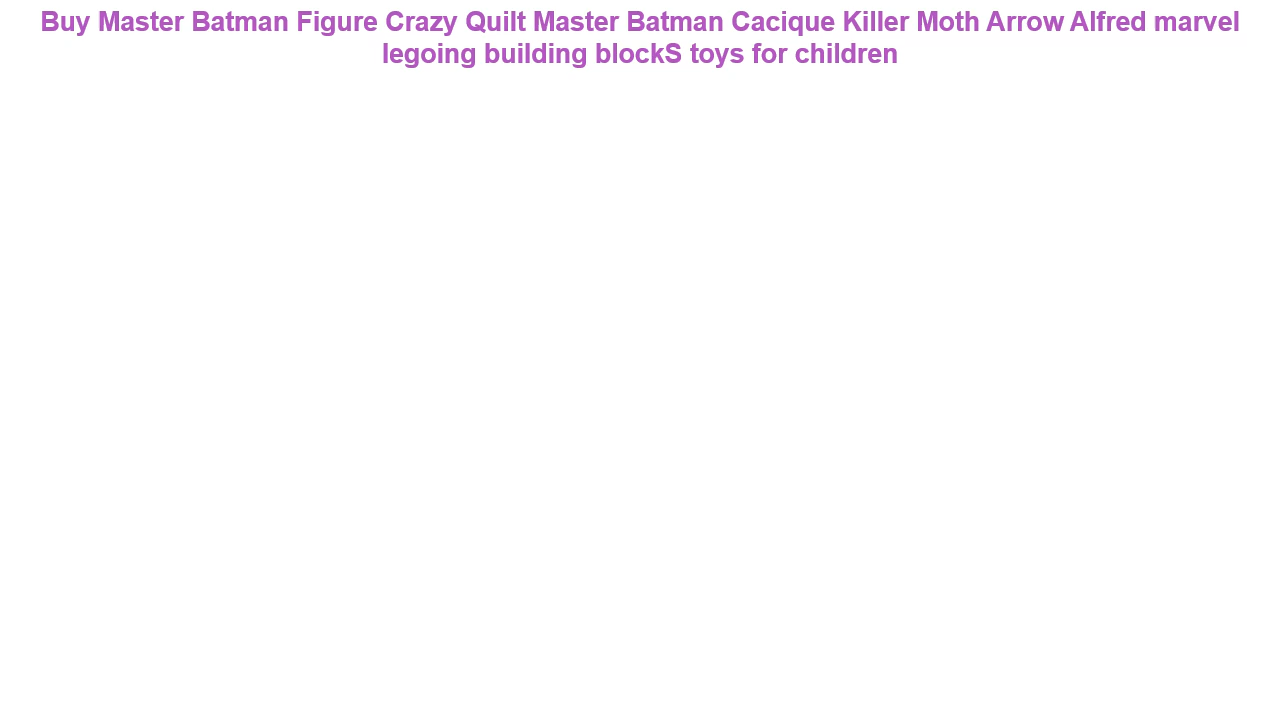 Buy Master Batman Figure Crazy Quilt Master Batman Cacique Killer Moth Arrow Alfred marvel
legoing building blockS toys for children